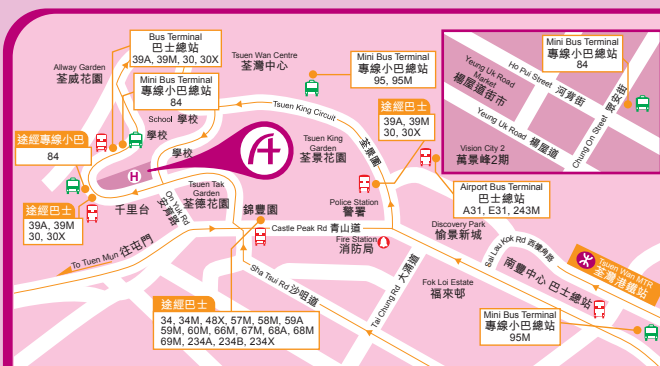 Bus Terminal
巴士總站
39A, 39M, 30, 30X
Allway Garden
荃威花園
Mini Bus Terminal
專線小巴總站
84
School 學校
學校
途經專線小巴
84
H
千里台
途經巴士
39A, 39M
30, 30X
To Tuen Mun 往屯門
On Yuk Rd
安育路
Tsuen Tak
Garden
荃德花園
錦豐園
Tsuen Wan Centre
荃灣中心
Mini Bus Terminal
專線小巴總站
95, 95M
Tsuen King Circuit
荃景圍
Tsuen King
Garden
荃景花園
途經巴士
39A, 39M
30, 30X
Police Station
警署
Castle Peak Rd 青山道
Fire Station
消防局
Sha Tsui Rd 沙咀道
Tai Chung Rd 大涌道
途經巴士
34, 34M, 48X, 57M, 58M, 59A
59M, 60M, 66M, 67M, 68A, 68M
69M, 234A, 234B, 234X
Airport Bus Terminal
巴士總站
A31, E31, 243M
Discovery Park
愉景新城
Fok Loi Estate
福來邨
Sai Lau Kok Rd 西樓角路
南豐中心 巴士總站
Tsuen Wan MTR
荃灣港鐵站
Mini Bus Terminal
專線小巴總站
95M
Mini Bus Terminal
專線小巴總站
84
Yeung Uk Road
Market
楊屋道街市
Ho Pui Street 河背街
Yeung Uk Road 楊屋道
Chung On Street 眾安街
Vision City 2
萬景峰2期